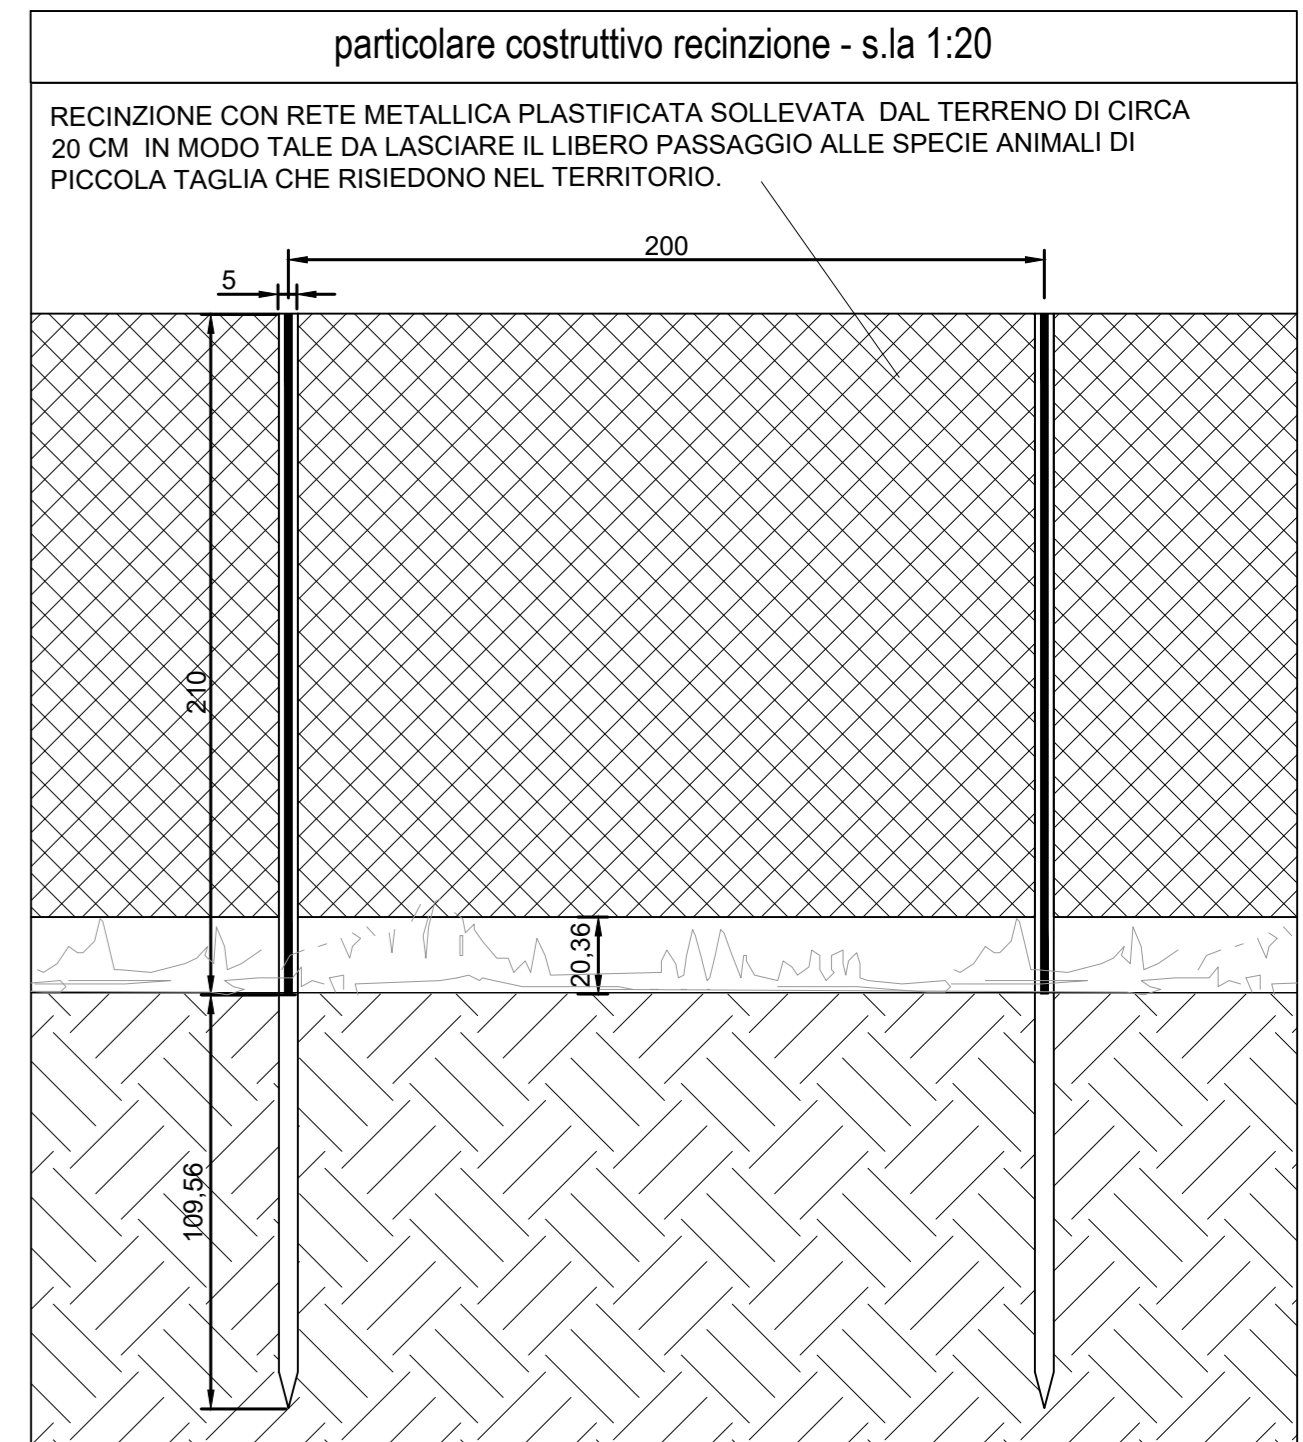 particolare costruttivo recinzione - s.la 1:20
RECINZIONE CON RETE METALLICA PLASTIFICATA SOLLEVATA DAL TERRENO DI CIRCA
20 CM IN MODO TALE DA LASCIARE IL LIBERO PASSAGGIO ALLE SPECIE ANIMALI DI
PICCOLA TAGLIA CHE RISIEDONO NEL TERRITORIO.
200
5
210
20,36
109,56